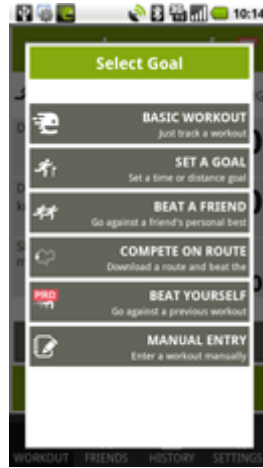 10:14
Select Goal
BASIC WORKOUT
Just track a workout
SET A GOAL
Set a time or distance goal
BEAT A FRIEND
Go against a friend's personal best
COMPETE ON ROUTE
Download a route and beat the
PRO
BEAT YOURSELF
Go against a previous workout
MANUAL ENTRY
Enter a workout manually
WORKOUT FRIENDS HISTORY SETTINGS